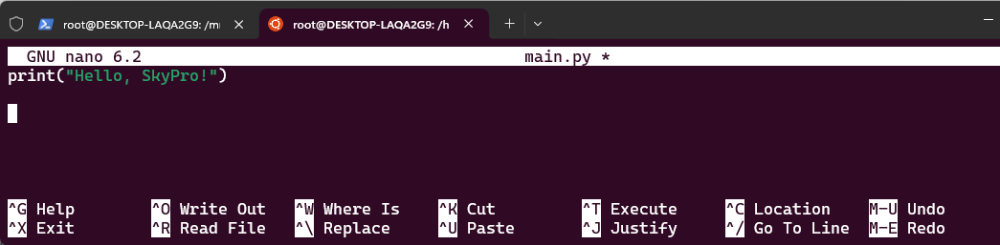 root@DESKTOP-LAQA2G9: /m
root@DESKTOP-LAQA2G9: /h
GNU nano 6.2 main.py *
print("Hello, SkyPro!")
^G Help ^O Write Out ^W Where Is ^K Cut ^T Execute ^C Location M-U Undo
^X Exit ^R Read File ^\ Replace ^U Paste ^J Justify ^/ Go To Line M-E Redo